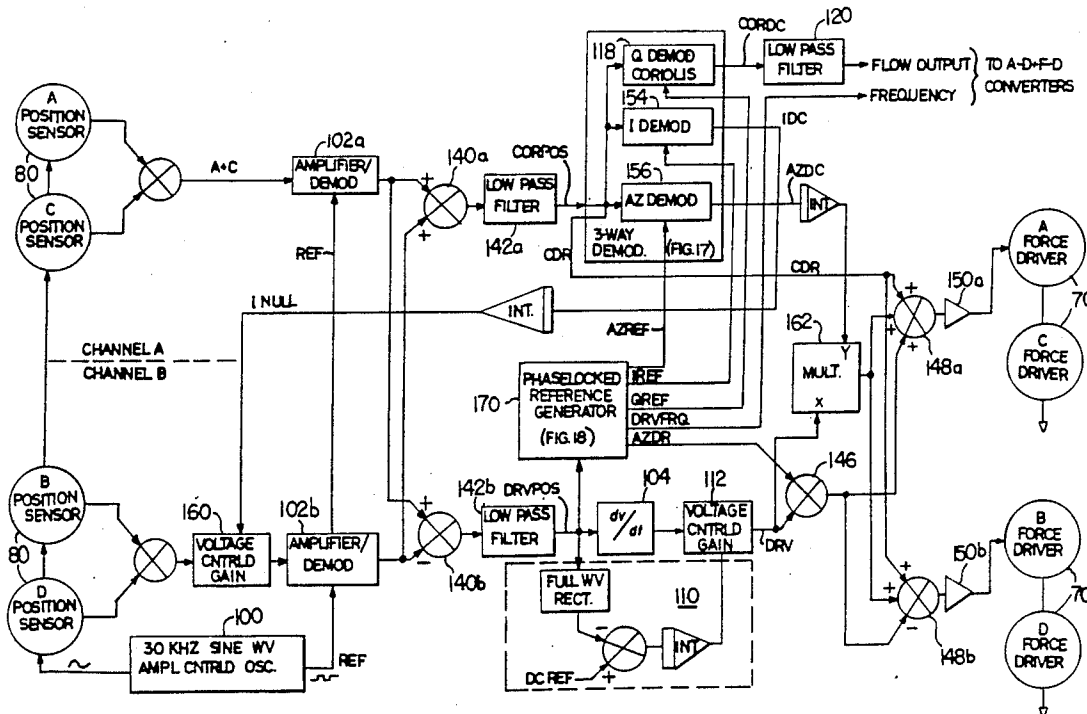 A
POSITION
SENSOR
80
C
POSITION
SENSOR
A+C
102a
AMPLIFIER/
DEMOD
REF
140a
+
+
LOW PASS
FILTER
142a
CORPOS
118
Q DEMOD
CORIOLIS
154
I DEMOD
156
AZ DEMOD
3-WAY
DEMOD.
(FIG.17)
CORDC
120
LOW PASS
FILTER
FLOW OUTPUT
FREQUENCY
TO A-D+F-D
CONVERTERS
IDC
AZDC
INT
CDR
CDR
I NULL
INT.
AZREF
CHANNEL A
CHANNEL B
170
PHASELOCKED
REFERENCE
GENERATOR
(FIG.18)
IREF
QREF
DRVFRQ.
AZDR
162
Y
MULT.
X
+
+
+
148a
150a
A
FORCE
DRIVER
70
C
FORCE
DRIVER
B
POSITION
SENSOR
80
D
POSITION
SENSOR
160
VOLTAGE
CNTRLD
GAIN
102b
AMPLIFIER/
DEMOD
+
-
140b
142b
LOW PASS
FILTER
DRVPOS
104
dv/dt
112
VOLTAGE
CNTRLD
GAIN
DRV
146
FULL WV
RECT.
110
-
+
INT
DC REF
100
30 KHZ SINE WV
AMPL CNTRLD OSC.
REF
+
+
-
148b
150b
B
FORCE
DRIVER
70
D
FORCE
DRIVER